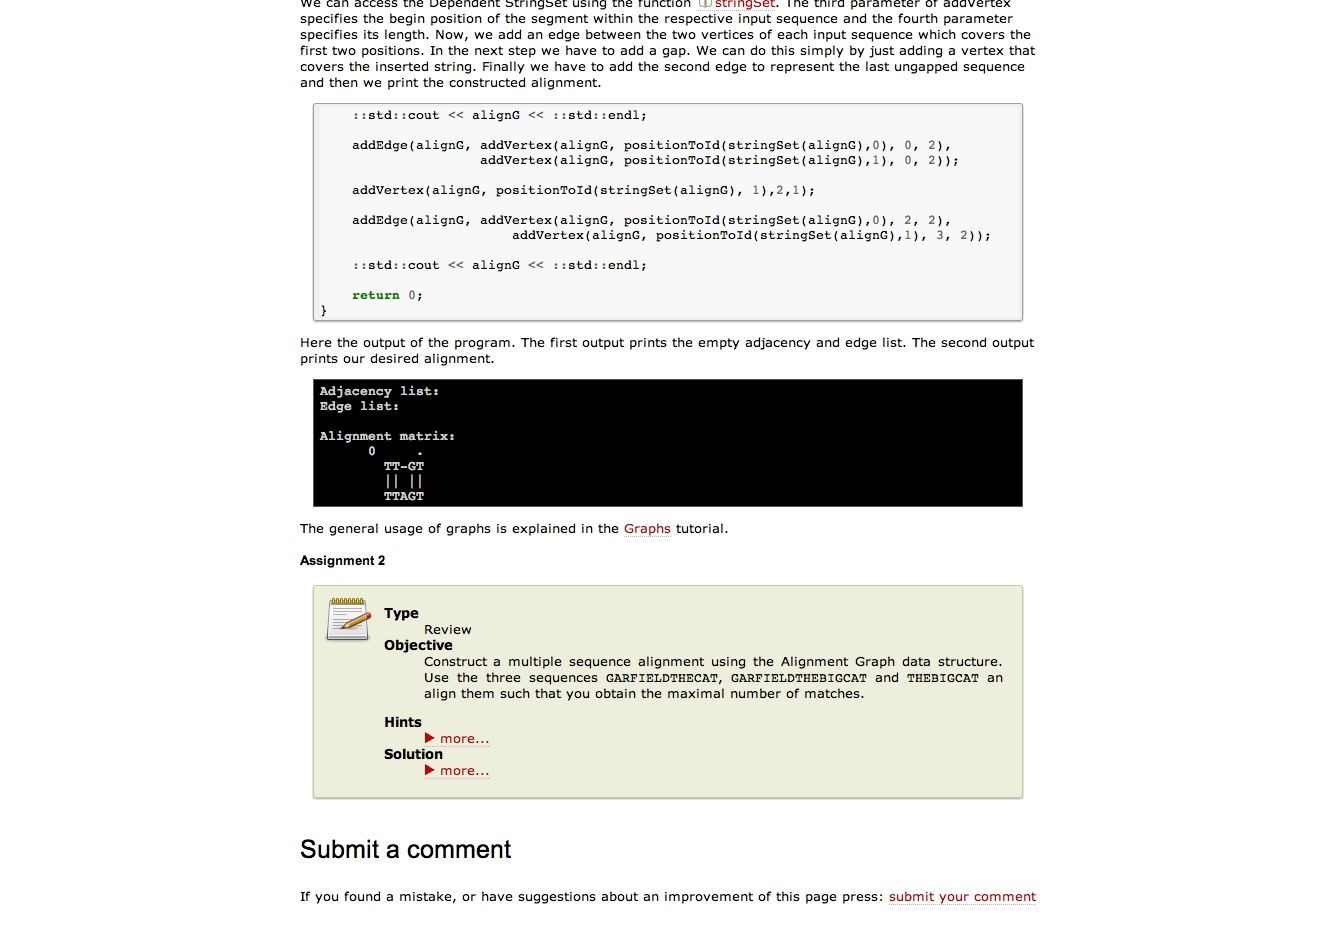 We can access the Dependent StringSet using the function stringSet. The third parameter of addVertex
specifies the begin position of the segment within the respective input sequence and the fourth parameter
specifies its length. Now, we add an edge between the two vertices of each input sequence which covers the
first two positions. In the next step we have to add a gap. We can do this simply by just adding a vertex that
covers the inserted string. Finally we have to add the second edge to represent the last ungapped sequence
and then we print the constructed alignment.
::std::cout << alignG << ::std::endl;
addEdge(alignG, addVertex(alignG, positionToId(stringSet(alignG),0), 0, 2),
addVertex(alignG, positionToId(stringSet(alignG),1), 0, 2));
addVertex(alignG, positionToId(stringSet(alignG), 1),2,1);
addEdge(alignG, addVertex(alignG, positionToId(stringSet(alignG),0), 2, 2),
addVertex(alignG, positionToId(stringSet(alignG),1), 3, 2));
::std::cout << alignG << ::std::endl;
return 0;
}
Here the output of the program. The first output prints the empty adjacency and edge list. The second output
prints our desired alignment.
Adjacency list:
Edge list:
Alignment matrix:
0     .
TT-GT
|| ||
TTAGT
The general usage of graphs is explained in the Graphs tutorial.
Assignment 2
Type
Review
Objective
Construct a multiple sequence alignment using the Alignment Graph data structure.
Use the three sequences GARFIELDTHECAT, GARFIELDTHEBIGCAT and THEBIGCAT an
align them such that you obtain the maximal number of matches.
Hints
▶ more...
Solution
▶ more...
Submit a comment
If you found a mistake, or have suggestions about an improvement of this page press: submit your comment